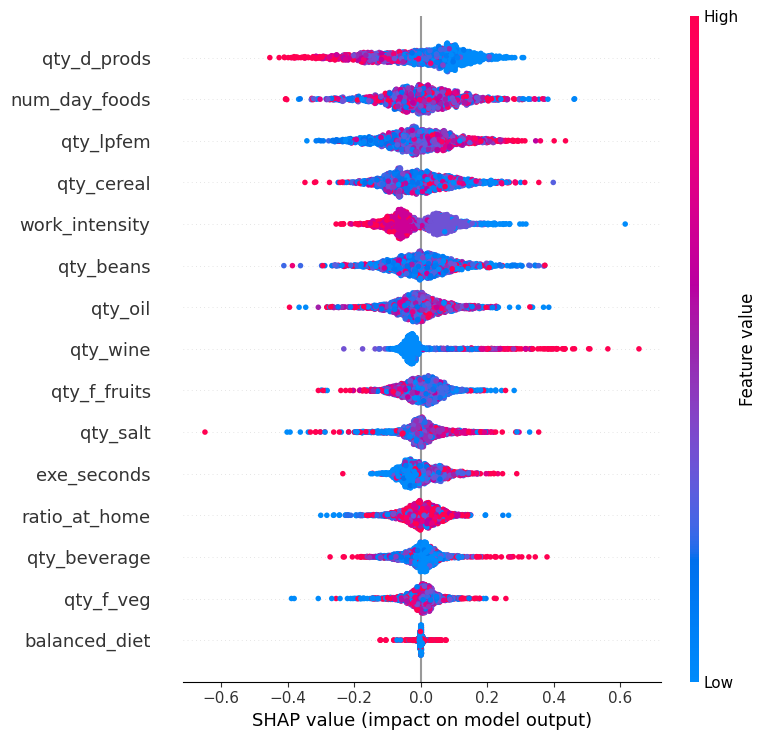 High
qty_d_prods
num_day_foods
qty_lpfem
qty_cereal
work_intensity
qty_beans
qty_oil
qty_wine
qty_f_fruits
qty_salt
exe_seconds
ratio_at_home
qty_beverage
qty_f_veg
balanced_diet
Feature value
Low
−0.6 −0.4 −0.2 0.0 0.2 0.4 0.6
SHAP value (impact on model output)